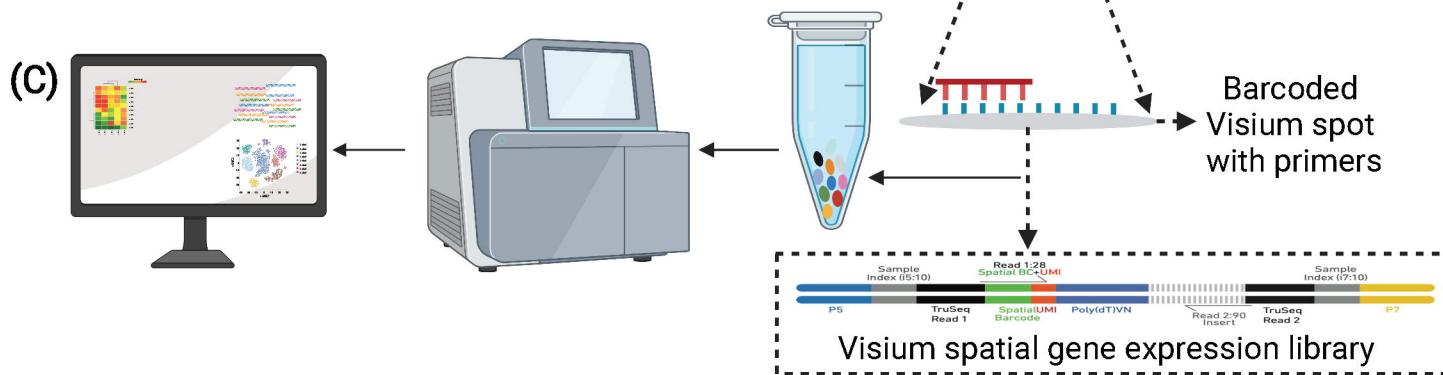 (C)
Barcoded
Visium spot
with primers
Sample
Index (i5:10)
Read 1:28
Spatial BC+UMI
Sample
Index (i7:10)
P5
TruSeq
Read 1
Spatial
Barcode
UMI
Poly(dT)VN
Read 2:90
Insert
TruSeq
Read 2
P7
Visium spatial gene expression library